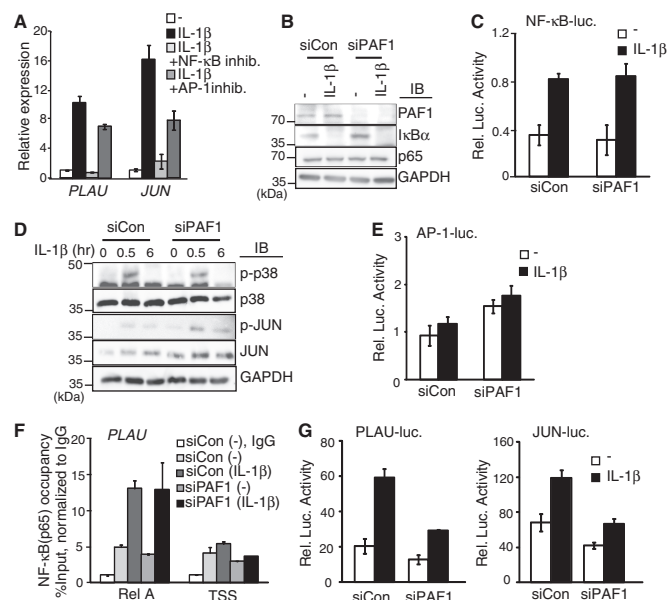 A
Relative expression
20
16
12
8
4
0
-
IL-1β
IL-1β
+NF-κB inhib.
IL-1β
+AP-1inhib.
PLAU JUN
B
siCon siPAF1
- IL-1β - IL-1β IB
70 PAF1
35 IκBα
70 p65
35 GAPDH
(kDa)
C
NF-κB-luc.
Rel. Luc. Activity
1.2
0.8
0.4
0
-
IL-1β
siCon siPAF1
D
siCon siPAF1
IL-1β (hr) 0 0.5 6 0 0.5 6 IB
50
p-p38
p38
35
p-JUN
35
JUN
35
GAPDH
35
(kDa)
E
AP-1-luc.
Rel. Luc. Activity
3
2
1
0
-
IL-1β
siCon siPAF1
F
PLAU
NF-κB(p65) occupancy
%Input, normalized to IgG
20
15
10
5
0
siCon (-), IgG
siCon (-)
siCon (IL-1β)
siPAF1 (-)
siPAF1 (IL-1β)
Rel A TSS
G
PLAU-luc.
Rel. Luc. Activity
80
60
40
20
0
siCon siPAF1
JUN-luc.
Rel. Luc. Activity
160
120
80
40
0
-
IL-1β
siCon siPAF1